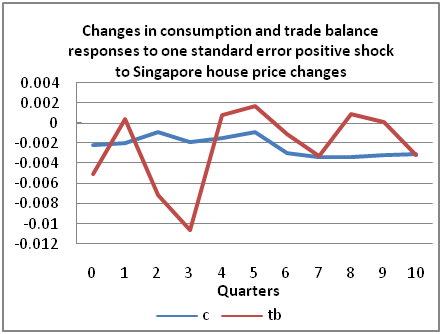 Changes in consumption and trade balance
responses to one standard error positive shock
to Singapore house price changes
0.004
0.002
0
-0.002
-0.004
-0.006
-0.008
-0.01
-0.012
0 1 2 3 4 5 6 7 8 9 10
Quarters
c tb